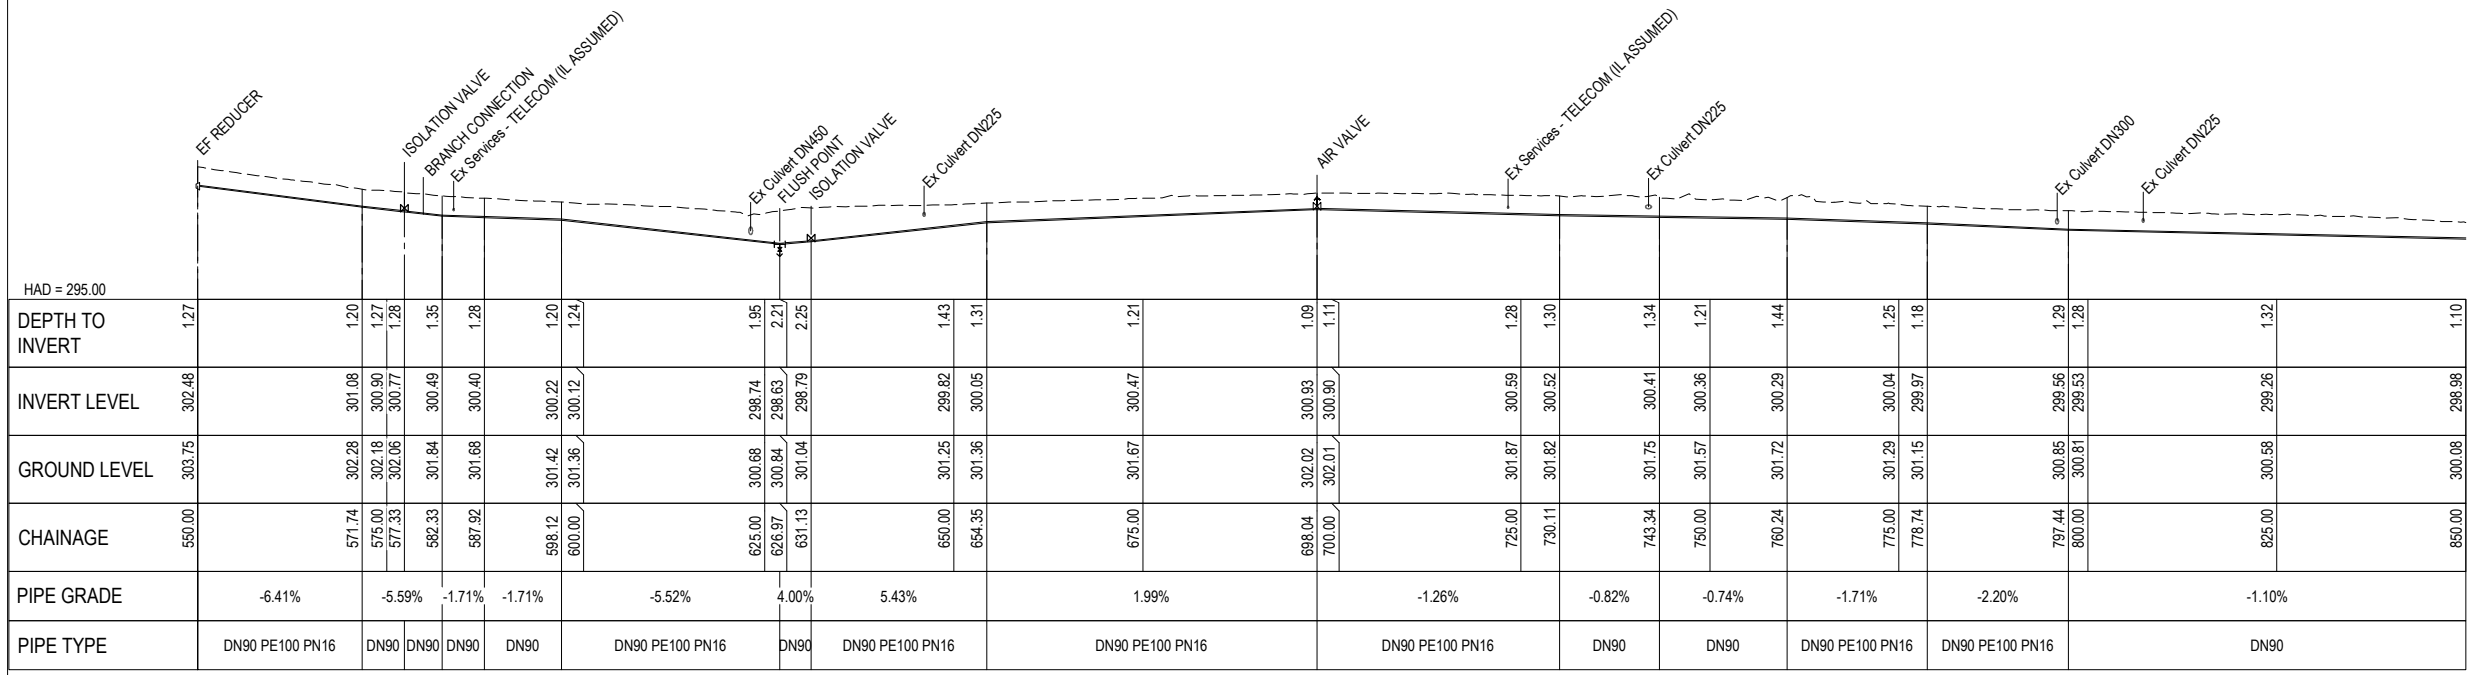 EF REDUCER
ISOLATION VALVE
BRANCH CONNECTION
Ex Services - TELECOM (IL ASSUMED)
Ex Culvert DN450
FLUSH POINT
ISOLATION VALVE
Ex Culvert DN225
AIR VALVE
Ex Services - TELECOM (IL ASSUMED)
Ex Culvert DN225
Ex Culvert DN300
Ex Culvert DN225
HAD = 295.00
DEPTH TO
INVERT
1.27 1.20 1.27 1.28 1.35 1.28 1.20 1.24 1.95 2.21 2.25 1.43 1.31 1.21 1.09 1.11 1.28 1.30 1.34 1.21 1.44 1.25 1.18 1.29 1.28 1.32 1.10
INVERT LEVEL 302.48 301.08 300.90 300.77 300.49 300.40 300.22 300.12 298.74 298.63 298.79 299.82 300.05 300.47 300.93 300.90 300.59 300.52 300.41 300.36 300.29 300.04 299.97 299.56 299.53 299.26 298.98
GROUND LEVEL 303.75 302.28 302.18 302.06 301.84 301.68 301.42 301.36 300.68 300.84 301.04 301.25 301.36 301.67 302.02 302.01 301.87 301.82 301.75 301.57 301.72 301.29 301.15 300.85 300.81 300.58 300.08
CHAINAGE 550.00 571.74 575.00 577.33 582.33 587.92 598.12 600.00 625.00 626.97 631.13 650.00 654.35 675.00 698.04 700.00 725.00 730.11 743.34 750.00 760.24 775.00 778.74 797.44 800.00 825.00 850.00
PIPE GRADE -6.41% -5.59% -1.71% -1.71% -5.52% 4.00% 5.43% 1.99% -1.26% -0.82% -0.74% -1.71% -2.20% -1.10%
PIPE TYPE DN90 PE100 PN16 DN90 DN90 DN90 DN90 DN90 PE100 PN16 DN90 DN90 PE100 PN16 DN90 PE100 PN16 DN90 PE100 PN16 DN90 DN90 DN90 PE100 PN16 DN90 PE100 PN16 DN90